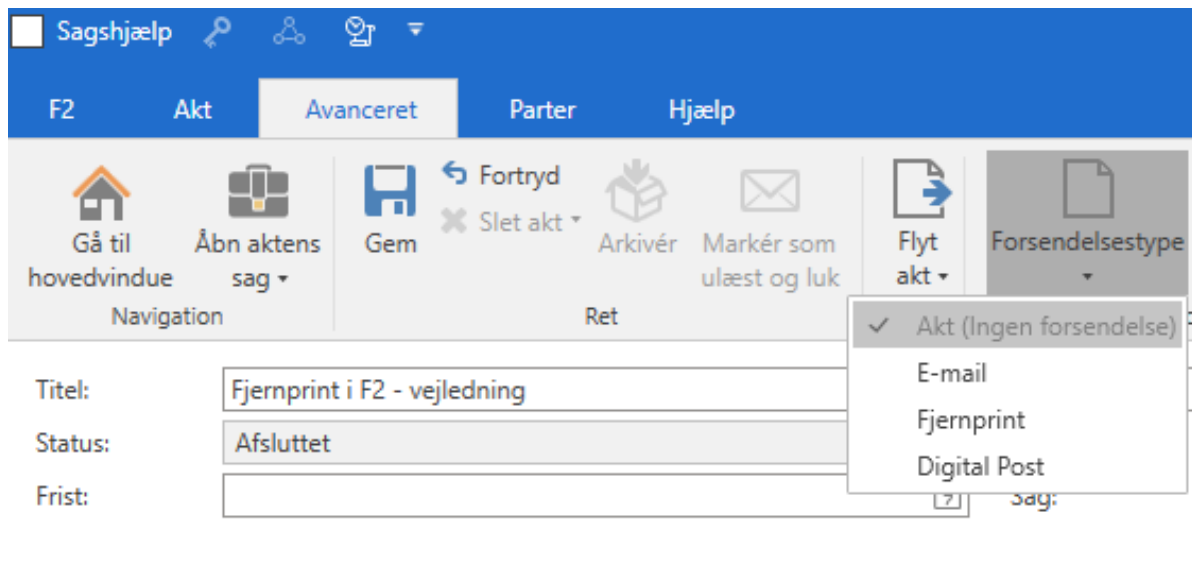 Sagshjælp
F2 Akt Avanceret Parter Hjælp
Fortryd
Slet akt
Gå til
hovedvindue
Åbn aktens
sag
Gem
Arkivér
Markér som
ulæst og luk
Flyt
akt
Forsendelsestype
Navigation
Ret
Akt (Ingen forsendelse)
E-mail
Fjernprint
Digital Post
Titel: Fjernprint i F2 - vejledning
Status: Afsluttet
Frist:
Sag: